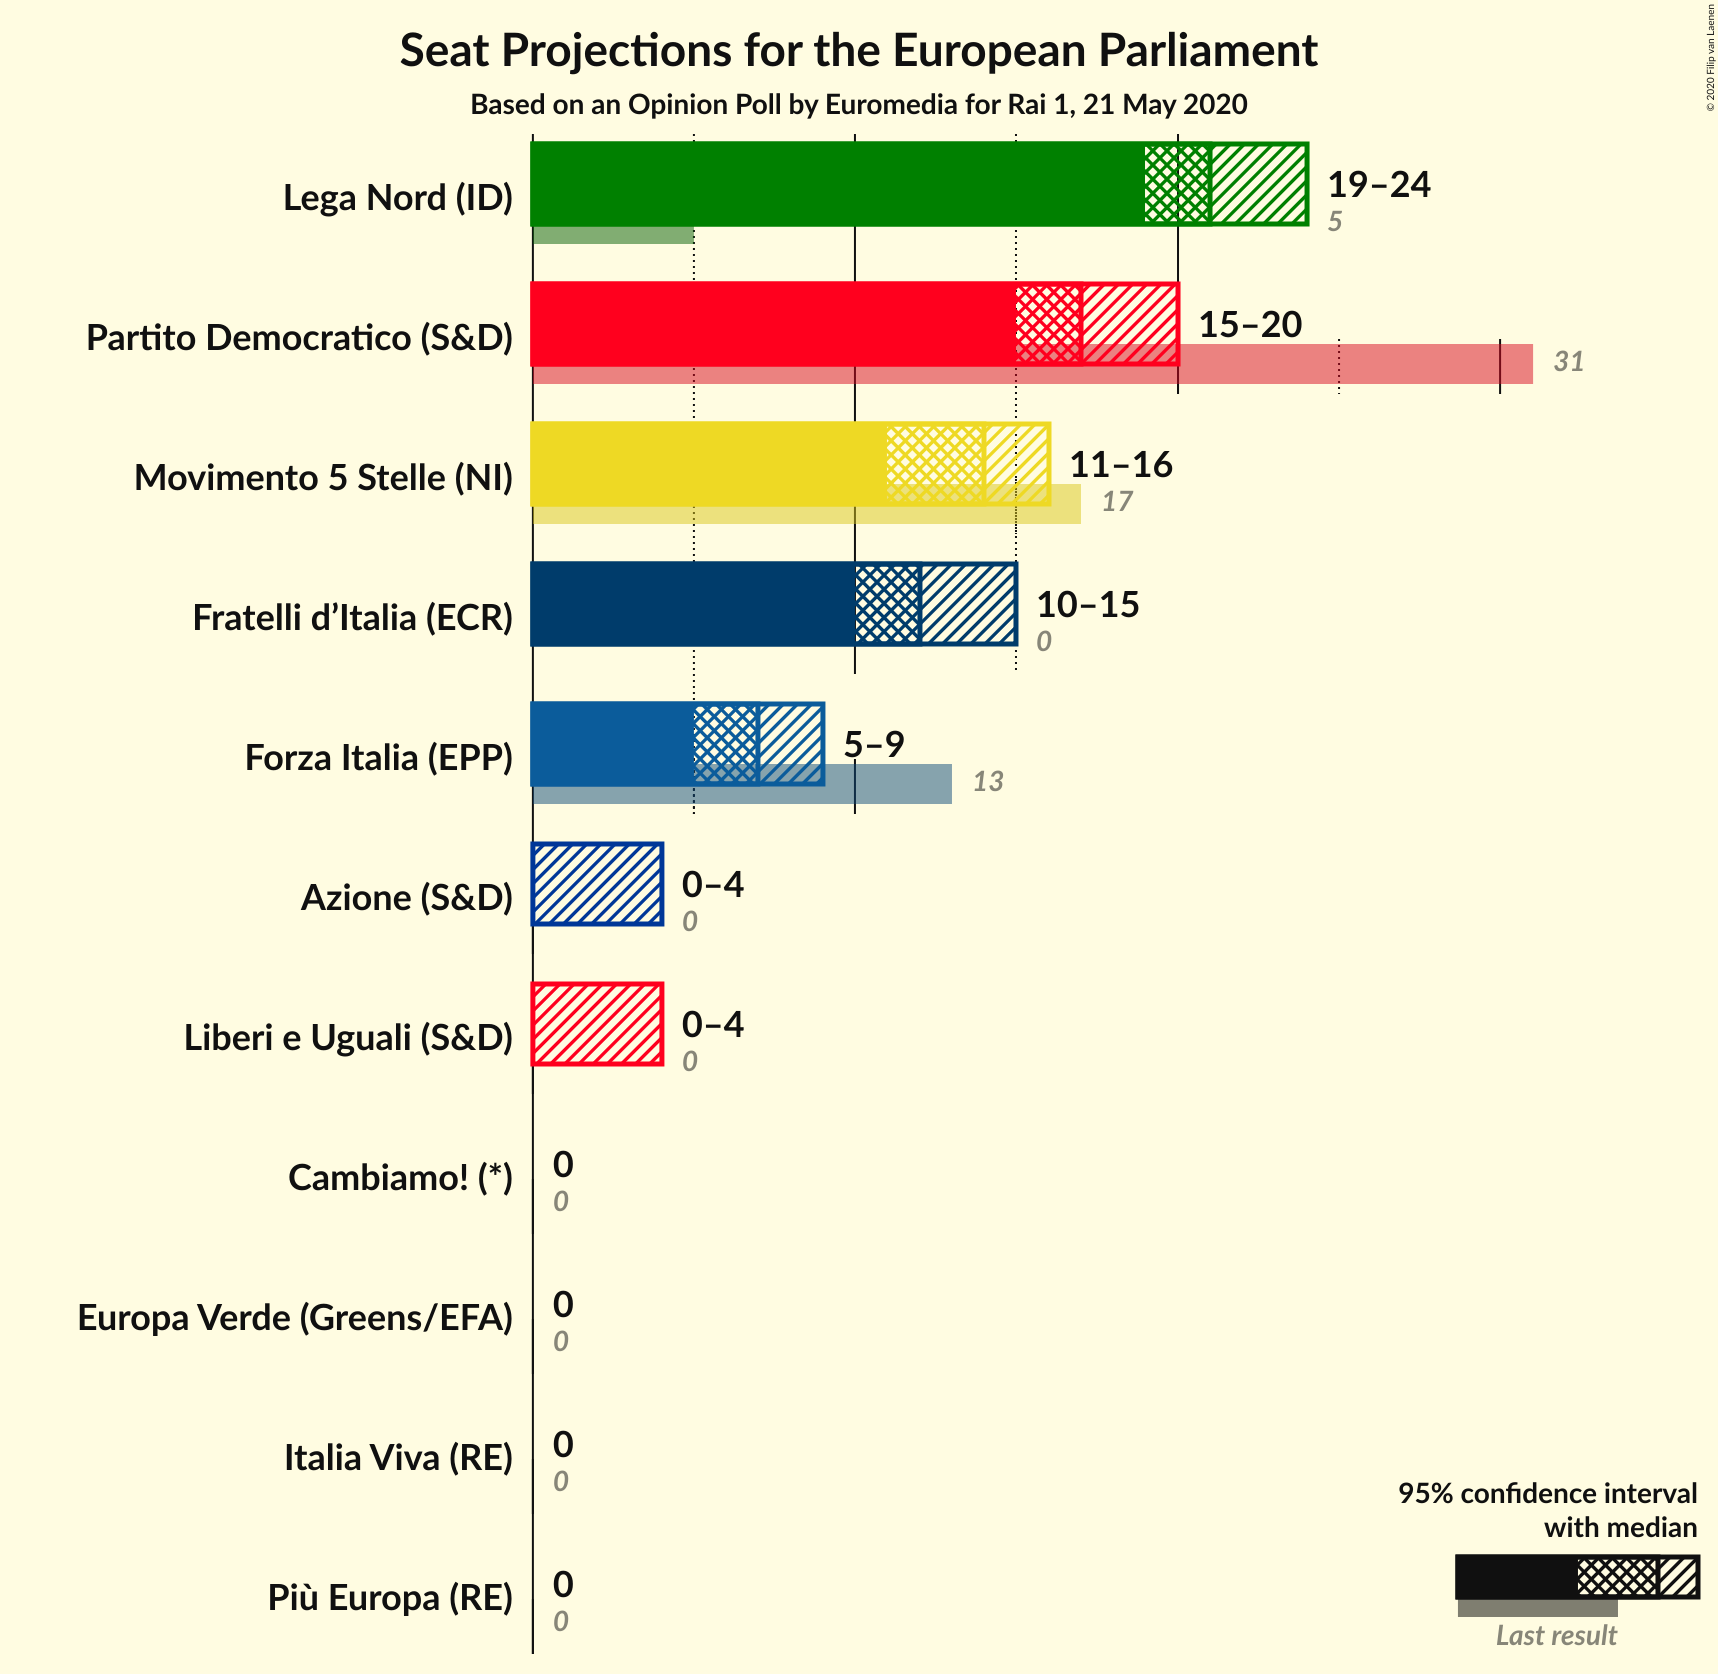 Seat Projections for the European Parliament
Based on an Opinion Poll by Euromedia for Rai 1, 21 May 2020
© 2020 Filip van Laenen
Lega Nord (ID)
19–24
5
Partito Democratico (S&D)
15–20
31
Movimento 5 Stelle (NI)
11–16
17
Fratelli d’Italia (ECR)
10–15
0
Forza Italia (EPP)
5–9
13
Azione (S&D)
0–4
0
Liberi e Uguali (S&D)
0–4
0
Cambiamo! (*)
0
0
Europa Verde (Greens/EFA)
0
0
Italia Viva (RE)
0
0
Più Europa (RE)
0
0
95% confidence interval
with median
Last result